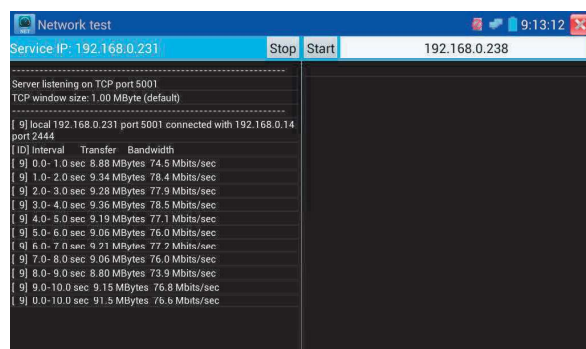 Network test
9:13:12
Service IP: 192.168.0.231
Stop
Start
192.168.0.238
Server listening on TCP port 5001
TCP window size: 1.00 MByte (default)
[ 9] local 192.168.0.231 port 5001 connected with 192.168.0.14
port 2444
[ ID] Interval Transfer Bandwidth
[ 9] 0.0- 1.0 sec 8.88 MBytes 74.5 Mbits/sec
[ 9] 1.0- 2.0 sec 9.34 MBytes 78.4 Mbits/sec
[ 9] 2.0- 3.0 sec 9.28 MBytes 77.9 Mbits/sec
[ 9] 3.0- 4.0 sec 9.36 MBytes 78.5 Mbits/sec
[ 9] 4.0- 5.0 sec 9.19 MBytes 77.1 Mbits/sec
[ 9] 5.0- 6.0 sec 9.06 MBytes 76.0 Mbits/sec
[ 9] 6.0- 7.0 sec 9.21 MBytes 77.2 Mbits/sec
[ 9] 7.0- 8.0 sec 9.06 MBytes 76.0 Mbits/sec
[ 9] 8.0- 9.0 sec 8.80 MBytes 73.9 Mbits/sec
[ 9] 9.0-10.0 sec 9.15 MBytes 76.8 Mbits/sec
[ 9] 0.0-10.0 sec 91.5 MBytes 76.6 Mbits/sec